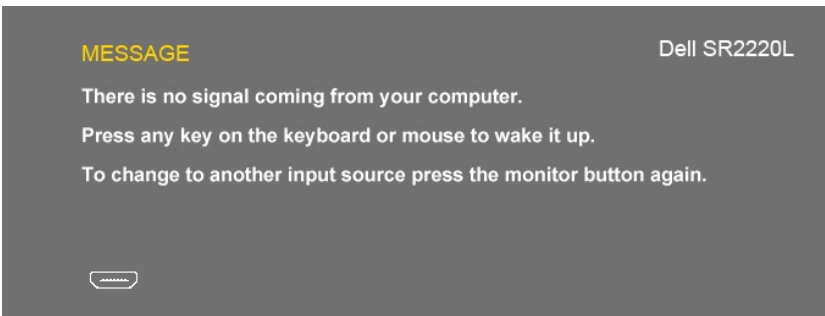 MESSAGE
Dell SR2220L
There is no signal coming from your computer.
Press any key on the keyboard or mouse to wake it up.
To change to another input source press the monitor button again.